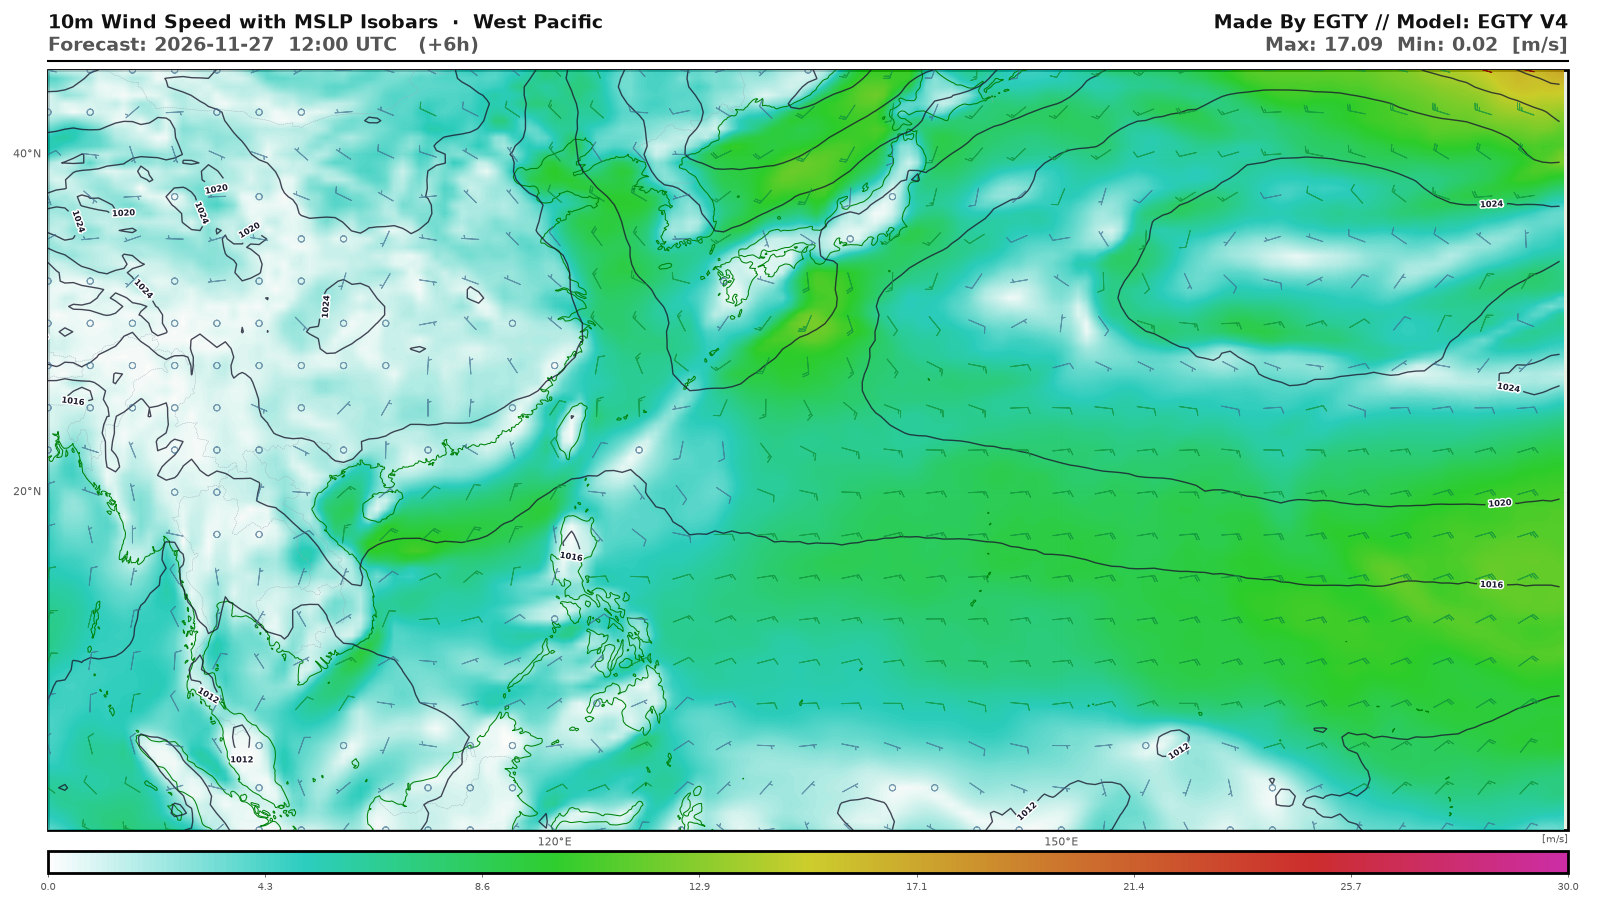 10m Wind Speed with MSLP Isobars · West Pacific
Made By EGTY // Model: EGTY V4
Forecast: 2026-11-27 12:00 UTC (+6h)
Max: 17.09 Min: 0.02 [m/s]
40°N
1020
1020
1024
1024
1020
1024
1024
1024
1024
1016
20°N
1020
1016
1016
1012
1012
1012
1012
120°E
150°E
[m/s]
0.0
4.3
8.6
12.9
17.1
21.4
25.7
30.0